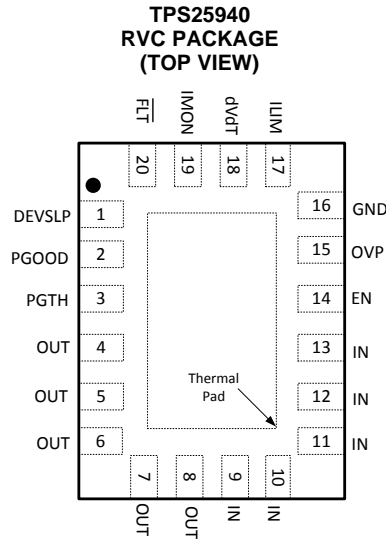 TPS25940
RVC PACKAGE
(TOP VIEW)
FLT
IMON
dVdT
ILIM
20
19
18
17
DEVSLP 1
16 GND
PGOOD 2
15 OVP
PGTH 3
14 EN
OUT 4
13 IN
OUT 5
12 IN
OUT 6
11 IN
Thermal
Pad
7
8
9
10
OUT
OUT
IN
IN